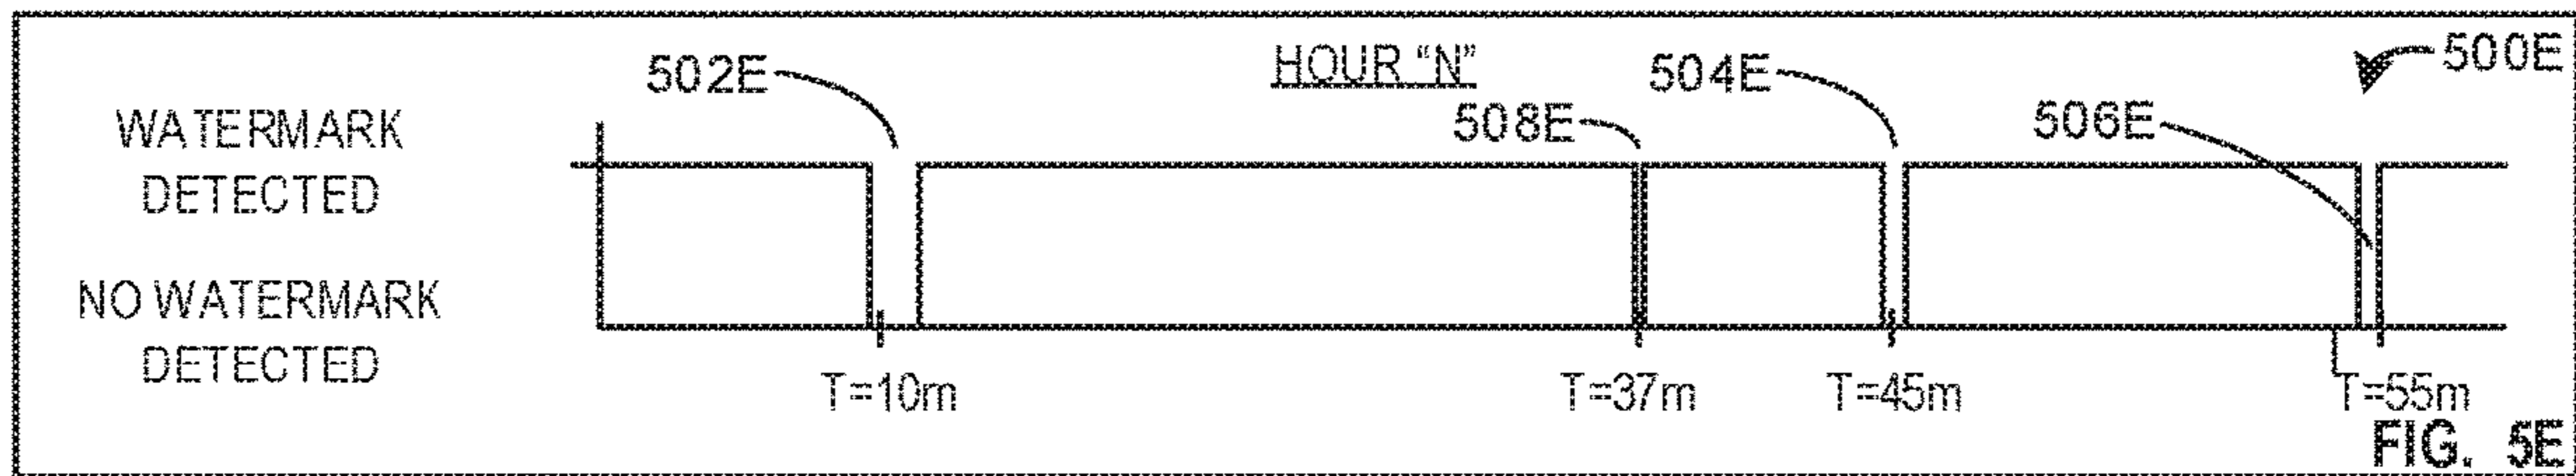 HOUR "N"
500E
502E
504E
508E
506E
WATERMARK
DETECTED
NO WATERMARK
DETECTED
T=10m
T=37m
T=45m
T=55m
FIG. 5E